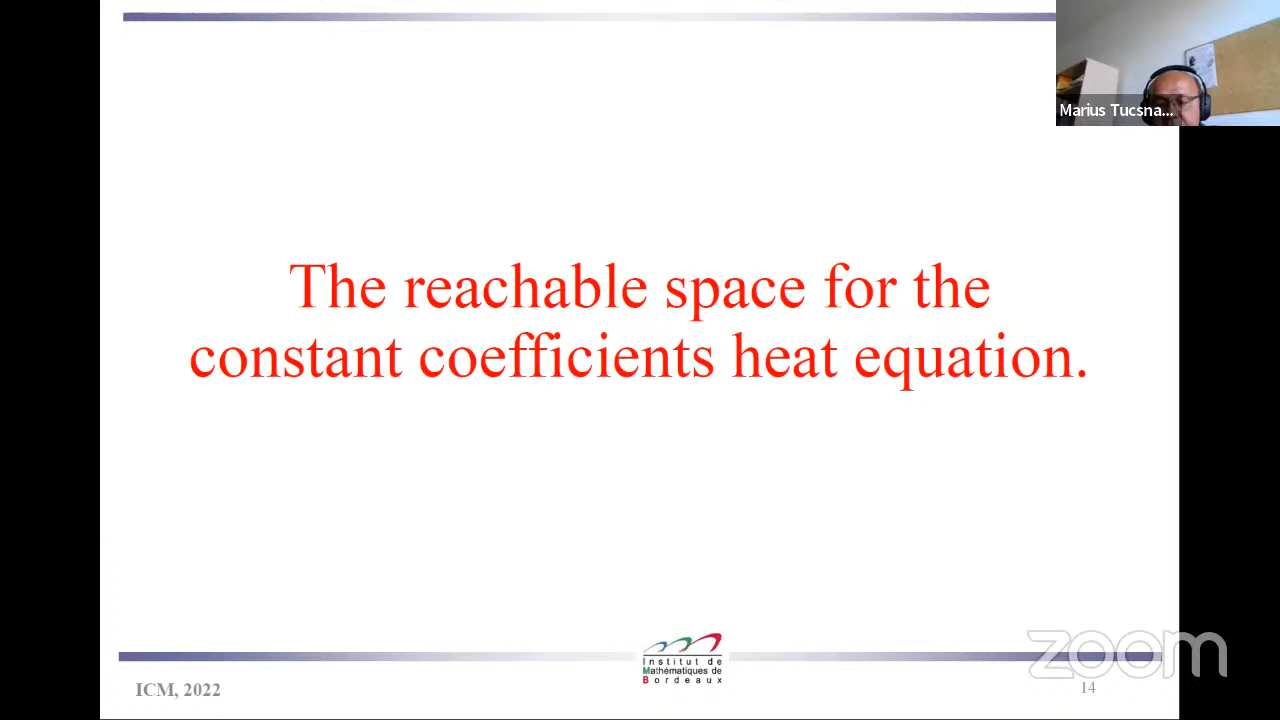 Marius Tucsna...
The reachable space for the
constant coefficients heat equation.
Institut de
Mathématiques de
Bordeaux
zoom
ICM, 2022
14